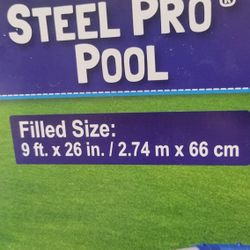 STEEL PRO®
POOL
Filled Size:
9 ft. x 26 in. / 2.74 m x 66 cm